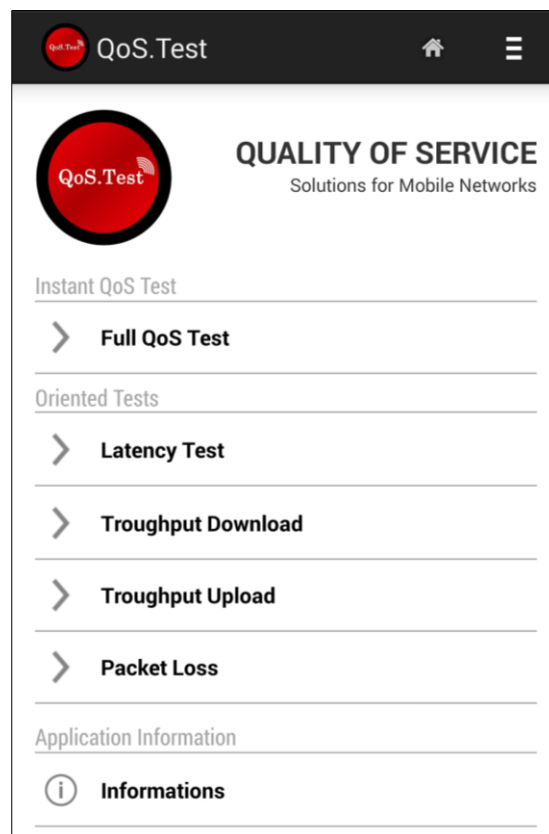 QoS.Test QoS.Test
QoS.Test
QUALITY OF SERVICE
Solutions for Mobile Networks
Instant QoS Test
Full QoS Test
Oriented Tests
Latency Test
Troughput Download
Troughput Upload
Packet Loss
Application Information
Informations